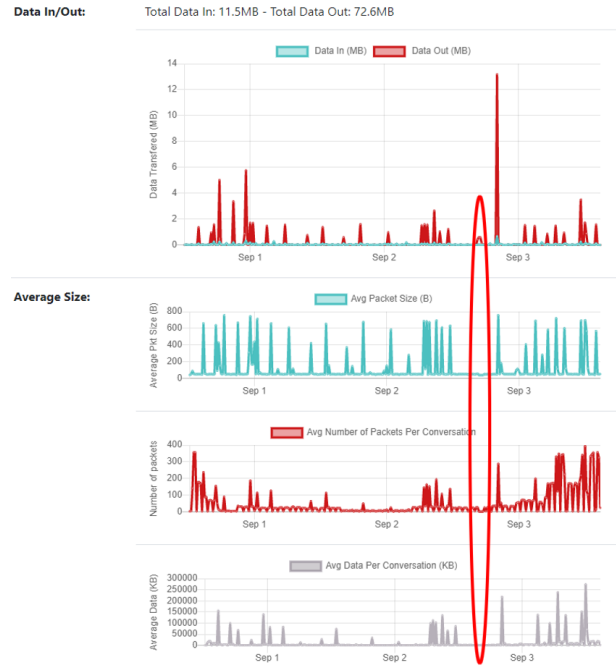 Data In/Out: Total Data In: 11.5MB - Total Data Out: 72.6MB
Data In (MB) Data Out (MB)
Data Transfered (MB)
14
12
10
8
6
4
2
0
Sep 1 Sep 2 Sep 3
Average Size:
Avg Packet Size (B)
Average Pkt Size (B)
800
600
400
200
0
Sep 1 Sep 2 Sep 3
Avg Number of Packets Per Conversation
Number of packets
400
300
200
100
0
Sep 1 Sep 2 Sep 3
Avg Data Per Conversation (KB)
Average Data (KB)
300000
250000
200000
150000
100000
50000
0
Sep 1 Sep 2 Sep 3